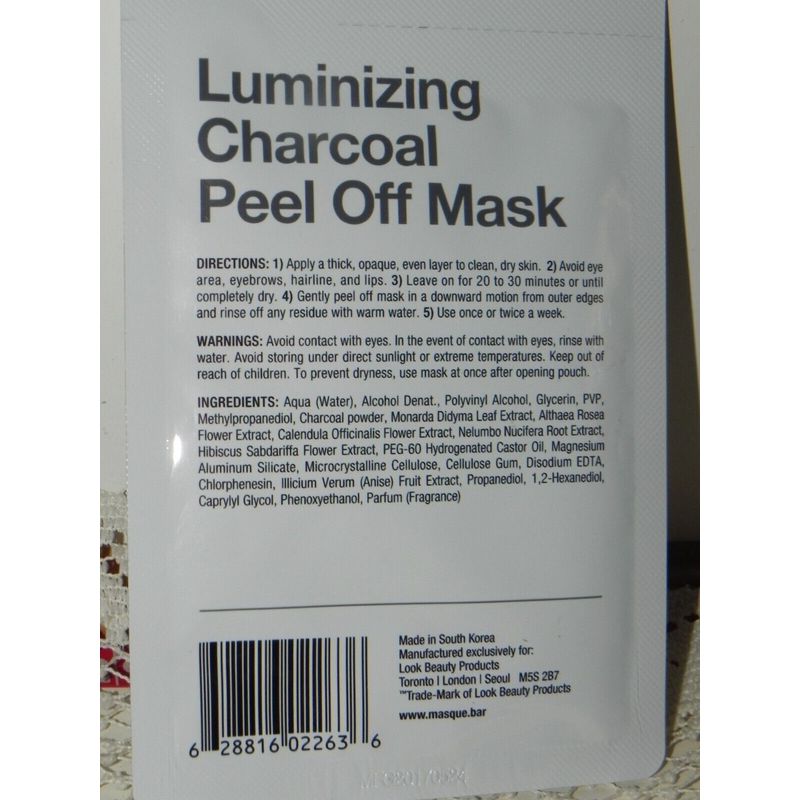 Luminizing
Charcoal
Peel Off Mask
DIRECTIONS: 1) Apply a thick, opaque, even layer to clean, dry skin. 2) Avoid eye
area, eyebrows, hairline, and lips. 3) Leave on for 20 to 30 minutes or until
completely dry. 4) Gently peel off mask in a downward motion from outer edges
and rinse off any residue with warm water. 5) Use once or twice a week.
WARNINGS: Avoid contact with eyes. In the event of contact with eyes, rinse with
water. Avoid storing under direct sunlight or extreme temperatures. Keep out of
reach of children. To prevent dryness, use mask at once after opening pouch.
INGREDIENTS: Aqua (Water), Alcohol Denat., Polyvinyl Alcohol, Glycerin, PVP,
Methylpropanediol, Charcoal powder, Monarda Didyma Leaf Extract, Althaea Rosea
Flower Extract, Calendula Officinalis Flower Extract, Nelumbo Nucifera Root Extract,
Hibiscus Sabdariffa Flower Extract, PEG-60 Hydrogenated Castor Oil, Magnesium
Aluminum Silicate, Microcrystalline Cellulose, Cellulose Gum, Disodium EDTA,
Chlorphenesin, Illicium Verum (Anise) Fruit Extract, Propanediol, 1,2-Hexanediol,
Caprylyl Glycol, Phenoxyethanol, Parfum (Fragrance)
Made in South Korea
Manufactured exclusively for:
Look Beauty Products
Toronto | London | Seoul M5S 2B7
™Trade-Mark of Look Beauty Products
www.masque.bar
6 28816 02263 6